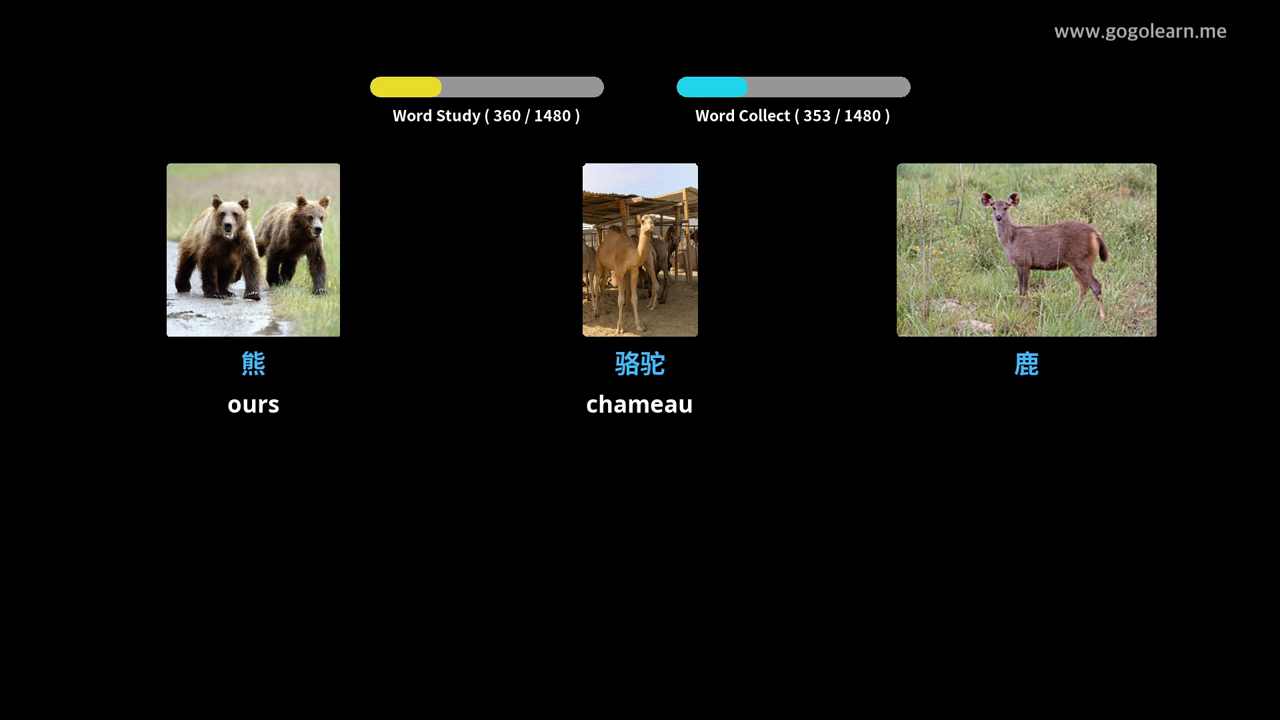 www.gogolearn.me
Word Study ( 360 / 1480 )
Word Collect ( 353 / 1480 )
熊
骆驼
鹿
ours
chameau